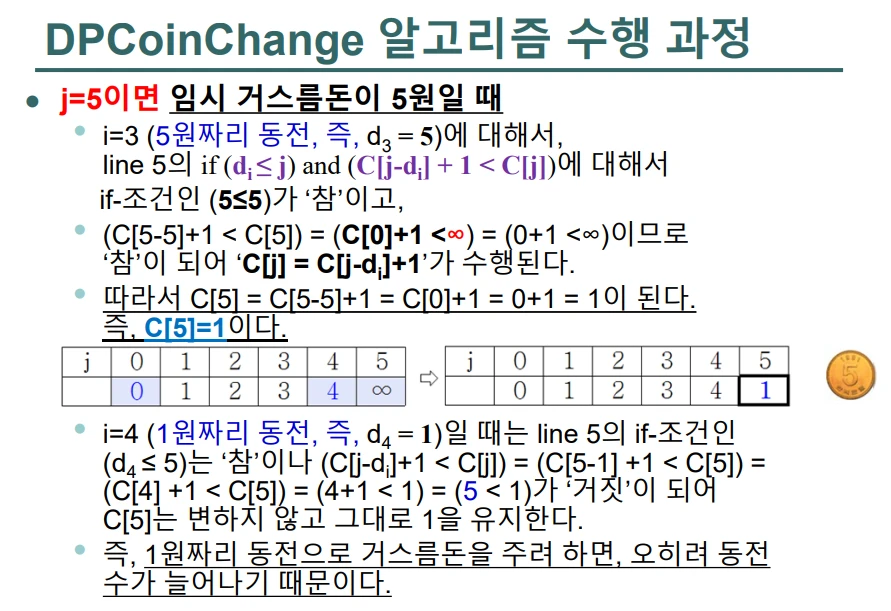 DPCoinChange 알고리즘 수행 과정
● j=5이면 임시 거스름돈이 5원일 때
• i=3 (5원짜리 동전, 즉, d₃ = 5)에 대해서,
line 5의 if (dᵢ ≤ j) and (C[j-dᵢ] + 1 < C[j])에 대해서
if-조건인 (5≤5)가 ‘참’이고,
• (C[5-5]+1 < C[5]) = (C[0]+1 <∞) = (0+1 <∞)이므로
‘참’이 되어 ‘C[j] = C[j-dᵢ]+1’가 수행된다.
• 따라서 C[5] = C[5-5]+1 = C[0]+1 = 0+1 = 1이 된다.
즉, C[5]=1이다.
j 0 1 2 3 4 5
0 1 2 3 4 ∞
⇨
j 0 1 2 3 4 5
0 1 2 3 4 1
5
• i=4 (1원짜리 동전, 즉, d₄ = 1)일 때는 line 5의 if-조건인
(d₄ ≤ 5)는 ‘참’이나 (C[j-dᵢ]+1 < C[j]) = (C[5-1] +1 < C[5]) =
(C[4] +1 < C[5]) = (4+1 < 1) = (5 < 1)가 ‘거짓’이 되어
C[5]는 변하지 않고 그대로 1을 유지한다.
• 즉, 1원짜리 동전으로 거스름돈을 주려 하면, 오히려 동전
수가 늘어나기 때문이다.